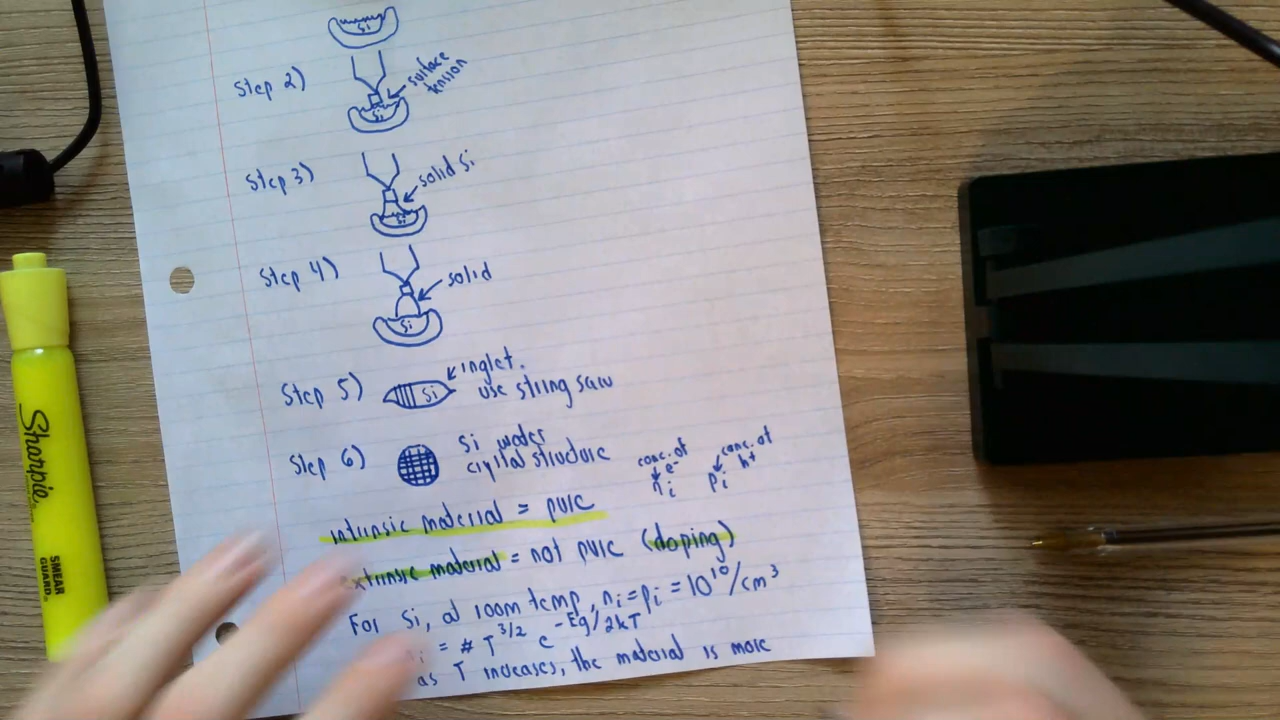 Si
Step 2)
surface
tension
Si
Step 3)
solid Si
Si
Step 4)
solid
Si
Step 5)
Si
inglet.
use string saw
Step 6)
Si wafer
crystal structure
conc. of
e-
ni
conc. of
h+
pi
intrinsic material = pure
extrinsic material = not pure (doping)
For Si, at room temp, ni = pi = 10^10/cm^3
i = # T^3/2 e^-Eg/2kT
as T increases, the material is more
Sharpie
SMEAR
GUARD